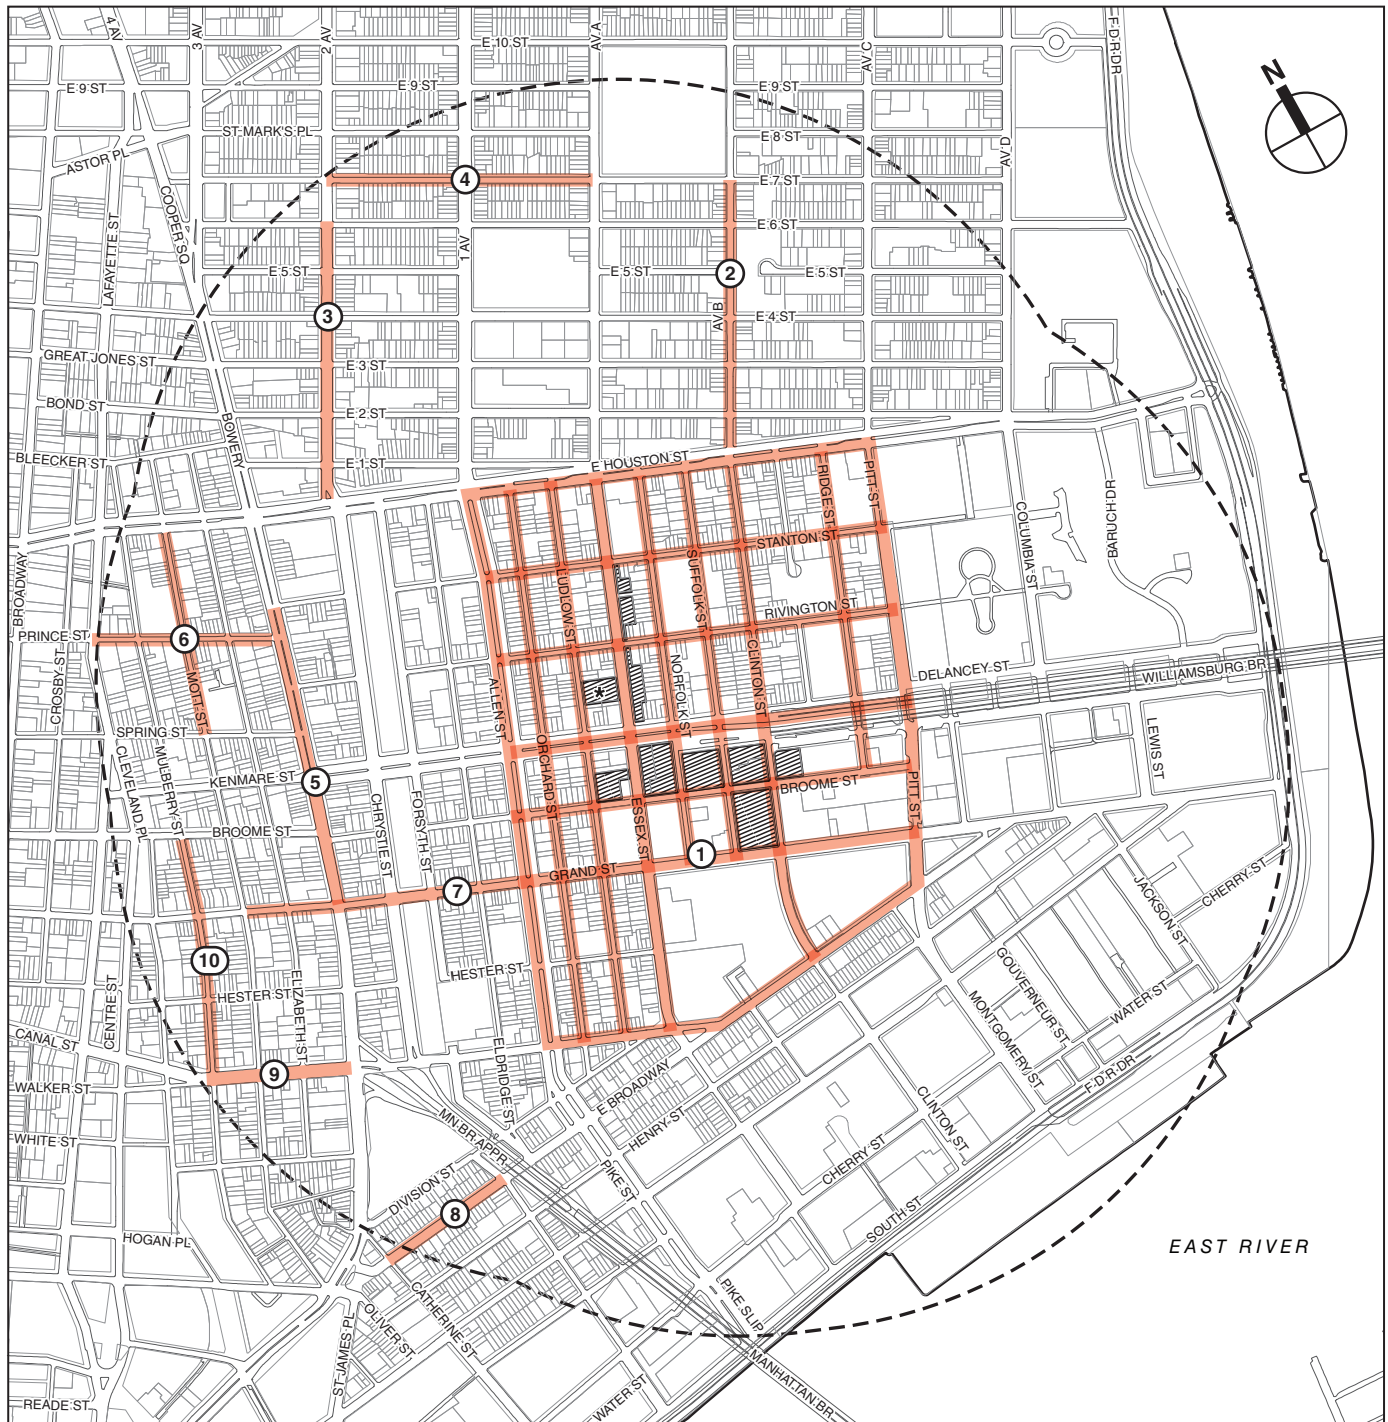 4 AV
3 AV
2 AV
E 10 ST
AV A
AV C
F D R DR
N
E 9 ST
E 9 ST
E 9 ST
ST MARK'S PL
E 8 ST
ASTOR PL
AV D
4
E 7 ST
COOPER SQ
LAFAYETTE ST
E 6 ST
1 AV
E 5 ST
E 5 ST
2
E 5 ST
3
AV B
E 4 ST
GREAT JONES ST
E 3 ST
BOND ST
E 2 ST
BOWERY
BLEECKER ST
E 1 ST
E HOUSTON ST
RIDGE ST
PITT ST
COLUMBIA ST
BARUCH DR
STANTON ST
BROADWAY
LUDLOW ST
SUFFOLK ST
RIVINGTON ST
PRINCE ST
6
CROSBY ST
MOTT ST
ALLEN ST
*
NORFOLK ST
CLINTON ST
DELANCEY ST
WILLIAMSBURG BR
SPRING ST
CLEVELAND PL
MULBERRY ST
KENMARE ST
5
CHRYSTIE ST
FORSYTH ST
ORCHARD ST
ESSEX ST
BROOME ST
PITT ST
LEWIS ST
BROOME ST
1
GRAND ST
7
JACKSON ST
CHERRY ST
10
HESTER ST
HESTER ST
ELIZABETH ST
CENTRE ST
GOUVERNEUR ST
MONTGOMERY ST
WATER ST
CANAL ST
9
ELDRIDGE ST
E BROADWAY
F D R DR
WALKER ST
HENRY ST
CLINTON ST
WHITE ST
MN BR APPR
CHERRY ST
PIKE ST
DIVISION ST
8
SOUTH ST
HOGAN PL
EAST RIVER
CATHERINE ST
OLIVER ST
PIKE SLIP
ST JAMES PL
MANHATTAN BR
WATER ST
READE ST